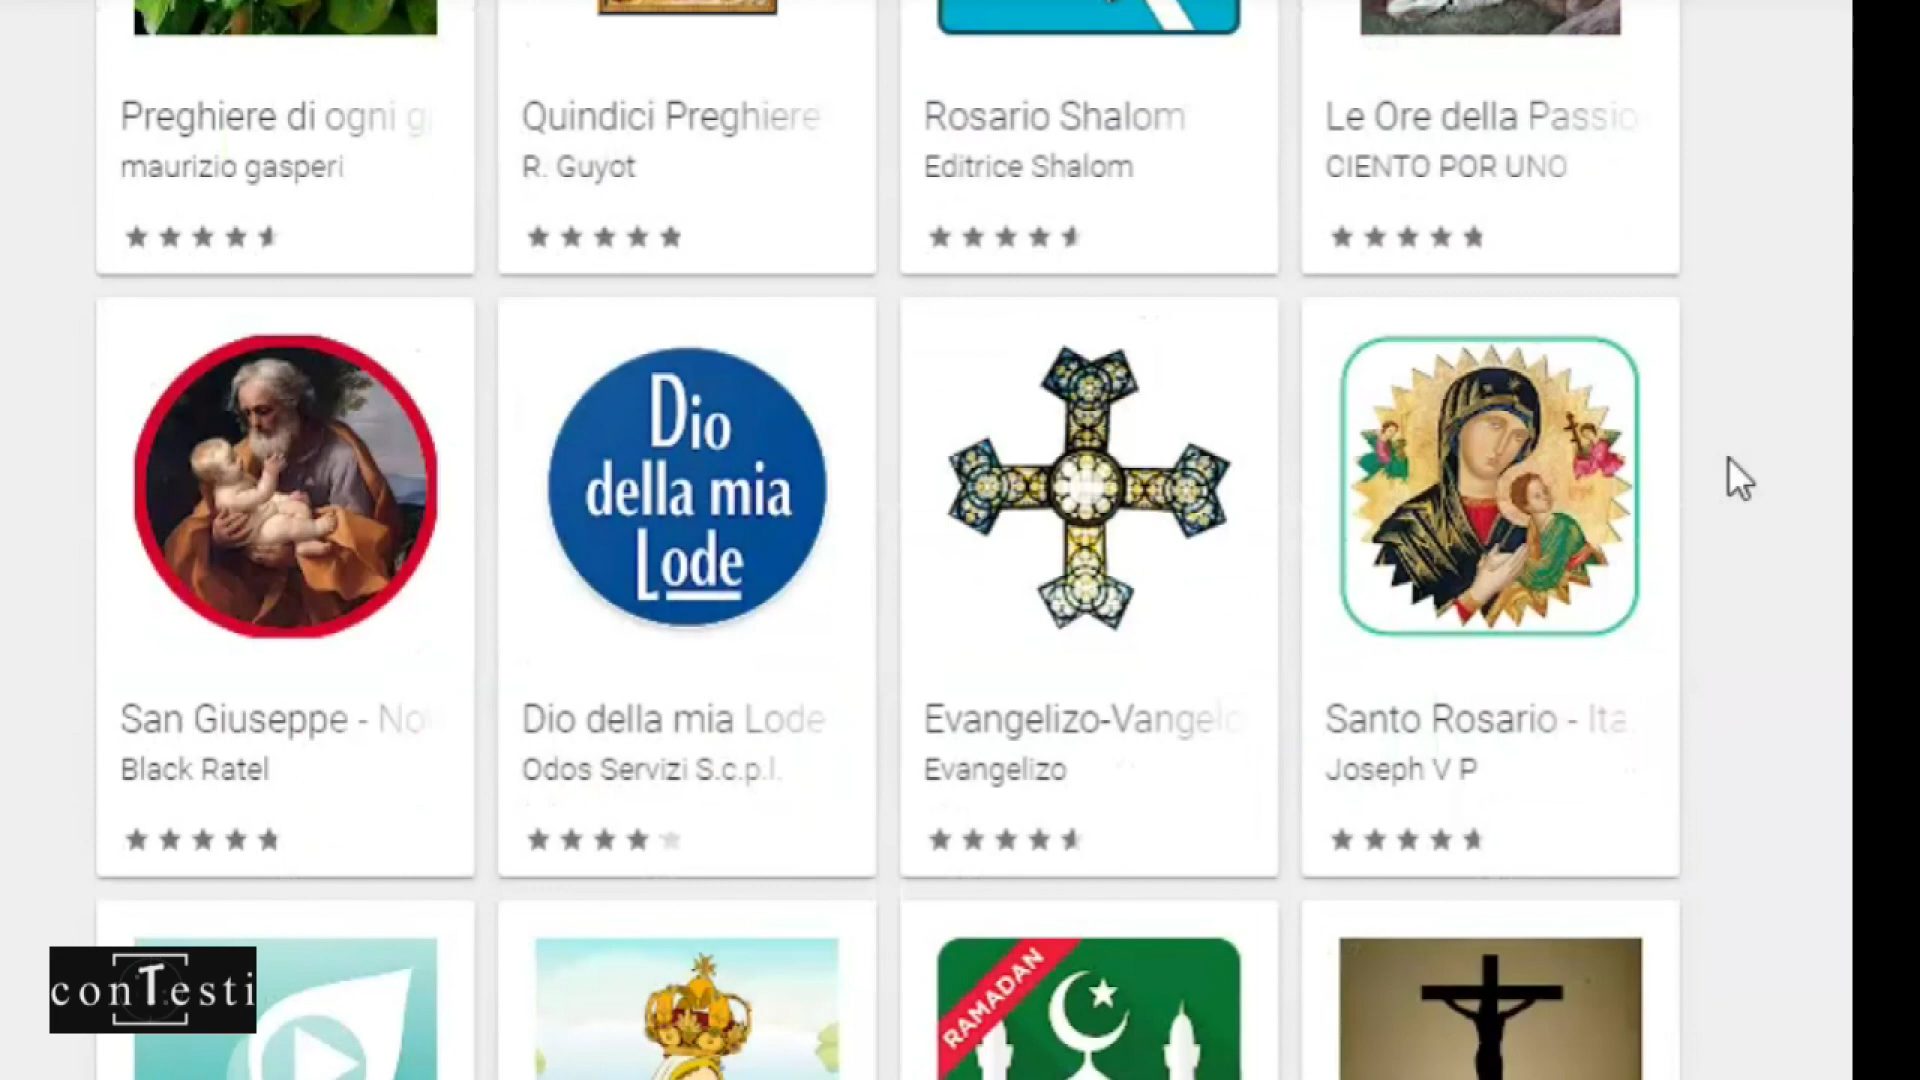 Preghiere di ogni g
maurizio gasperi
Quindici Preghiere
R. Guyot
Rosario Shalom
Editrice Shalom
Le Ore della Passio
CIENTO POR UNO
Dio
della mia
Lode
San Giuseppe - Nov
Black Ratel
Dio della mia Lode
Odos Servizi S.c.p.l.
Evangelizo-Vangelo
Evangelizo
Santo Rosario - Ita
Joseph V P
RAMADAN
conTesti